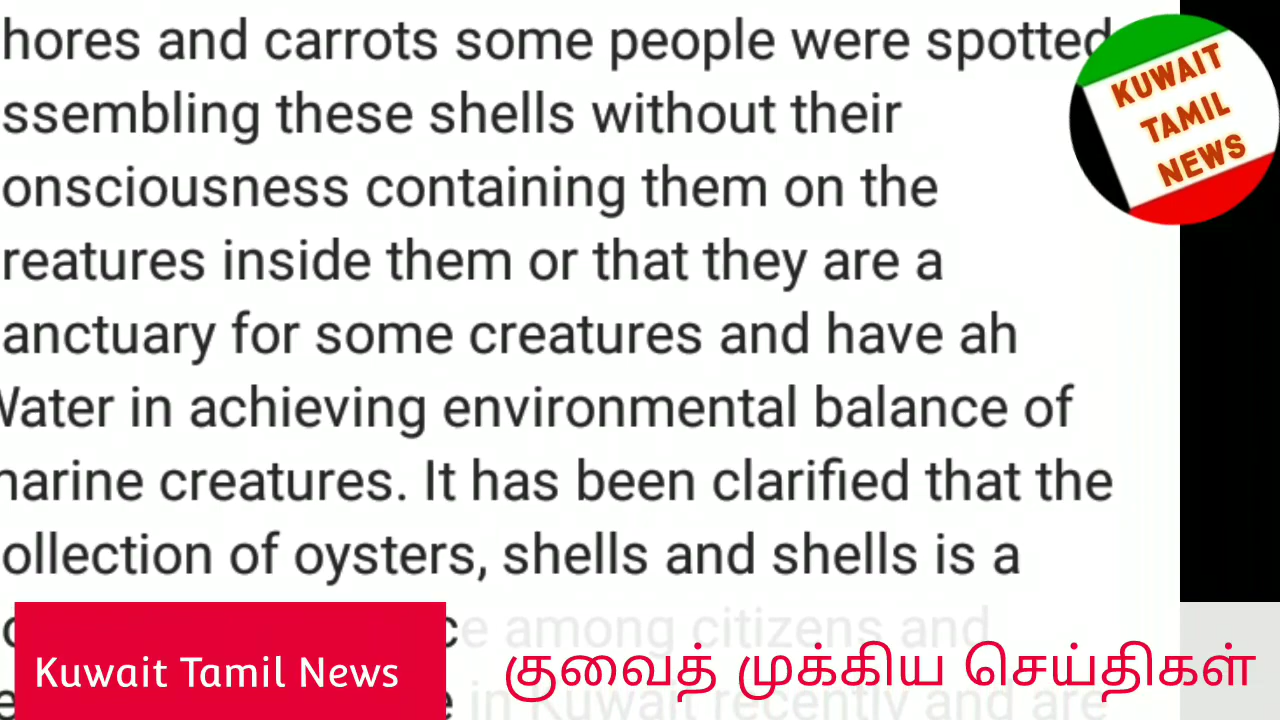 hores and carrots some people were spotted
ssembling these shells without their
onsciousness containing them on the
reatures inside them or that they are a
anctuary for some creatures and have ah
Water in achieving environmental balance of
narine creatures. It has been clarified that the
ollection of oysters, shells and shells is a
ce among citizens and
in Kuwait recently and are
KUWAIT
TAMIL
NEWS
Kuwait Tamil News
குவைத் முக்கிய செய்திகள்